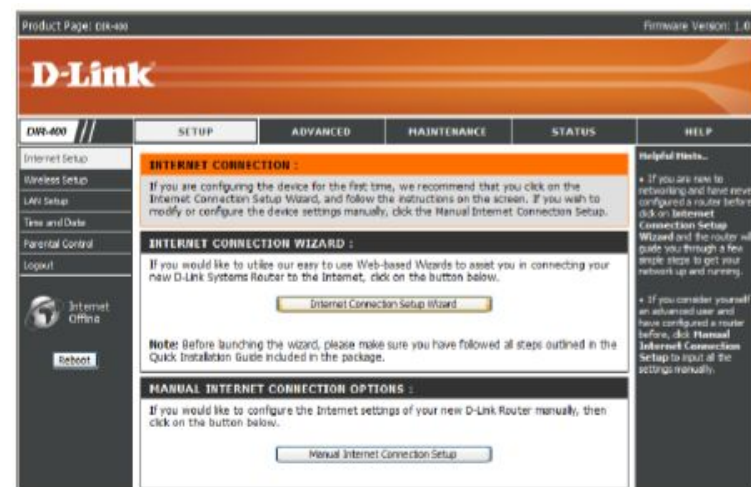 Product Page: DIR-400
Firmware Version: 1.0
D-Link
DIR-400
SETUP
ADVANCED
MAINTENANCE
STATUS
HELP
Internet Setup
Wireless Setup
LAN Setup
Time and Date
Parental Control
Logout
Internet
Offline
Reboot
INTERNET CONNECTION :
If you are configuring the device for the first time, we recommend that you click on the
Internet Connection Setup Wizard, and follow the instructions on the screen. If you wish to
modify or configure the device settings manually, click the Manual Internet Connection Setup.
INTERNET CONNECTION WIZARD :
If you would like to utilize our easy to use Web-based Wizards to assist you in connecting your
new D-Link Systems Router to the Internet, click on the button below.
Internet Connection Setup Wizard
Note: Before launching the wizard, please make sure you have followed all steps outlined in the
Quick Installation Guide included in the package.
MANUAL INTERNET CONNECTION OPTIONS :
If you would like to configure the Internet settings of your new D-Link Router manually, then
click on the button below.
Manual Internet Connection Setup
Helpful Hints...
• If you are new to
networking and have never
configured a router before,
click on Internet
Connection Setup
Wizard and the router will
guide you through a few
simple steps to get your
network up and running.
• If you consider yourself
an advanced user and
have configured a router
before, click Manual
Internet Connection
Setup to input all the
settings manually.